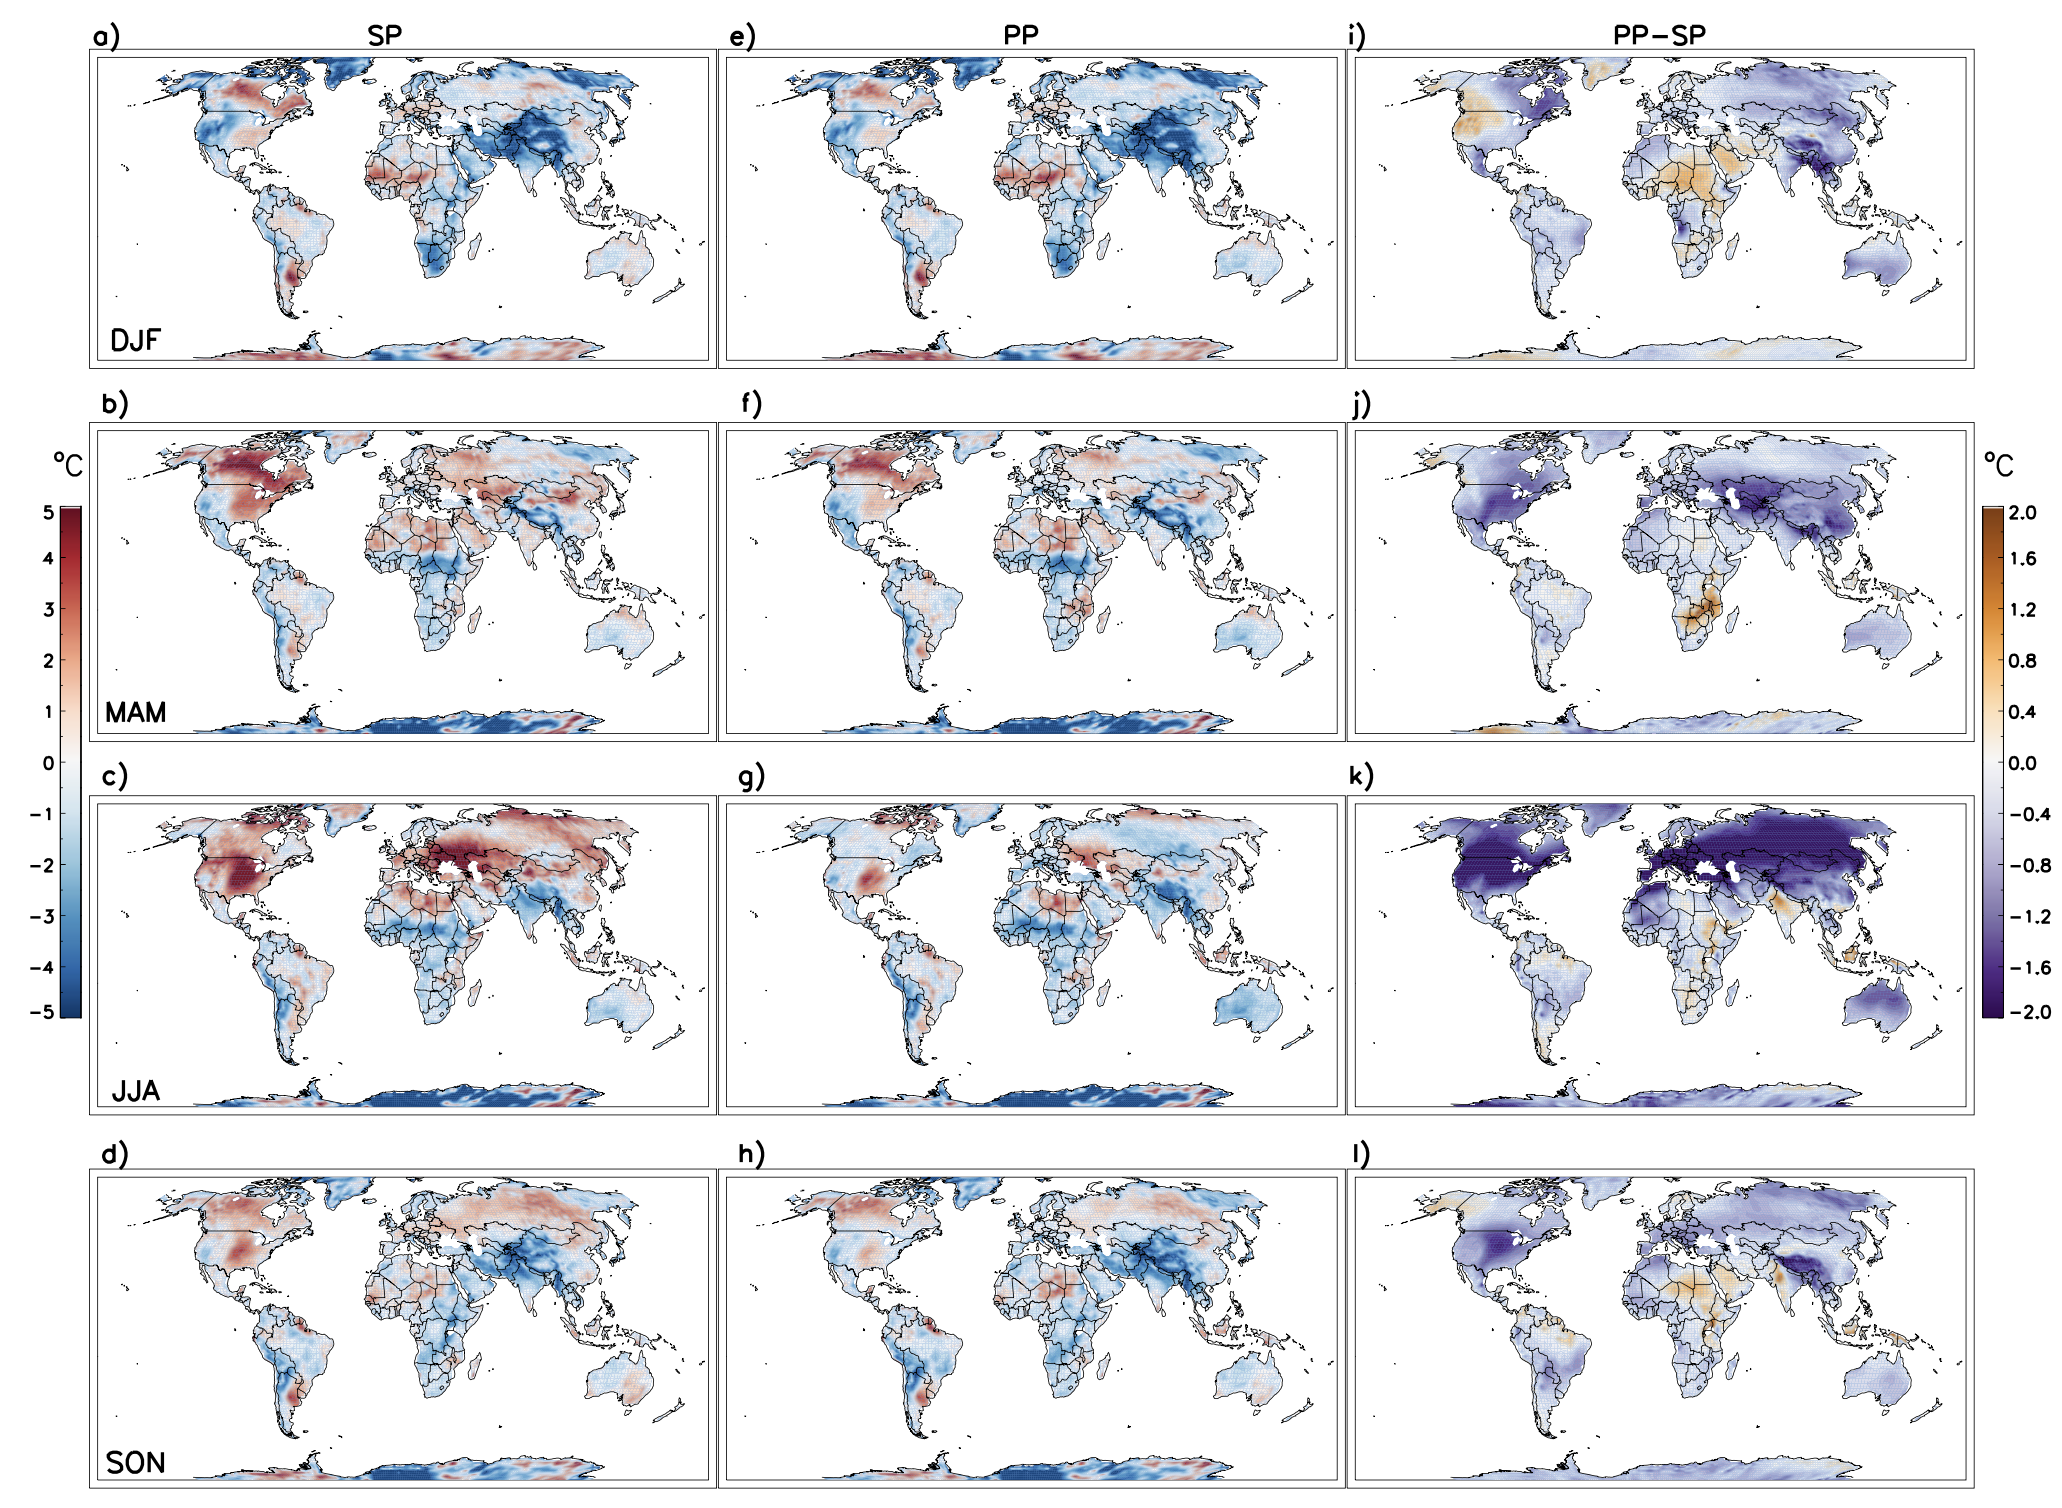 a) SP e) PP i) PP-SP
DJF
b) f) j)
°C °C
5 2.0
4 1.6
3 1.2
2 0.8
1 0.4
0 0.0
-1 -0.4
-2 -0.8
-3 -1.2
-4 -1.6
-5 -2.0
MAM
c) g) k)
JJA
d) h) l)
SON